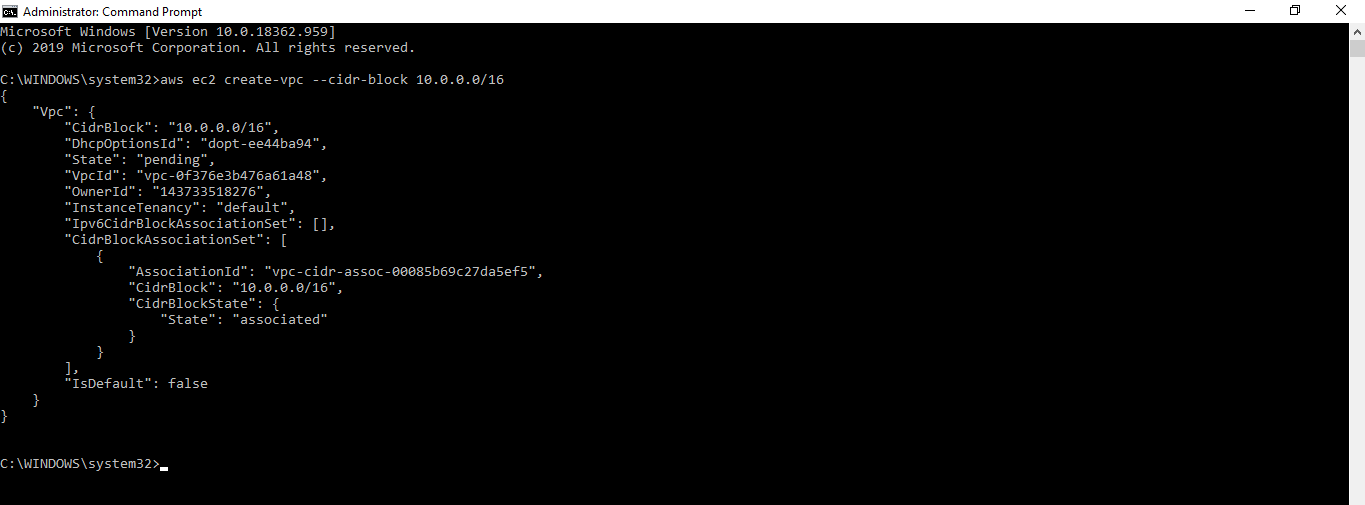 Administrator: Command Prompt
Microsoft Windows [Version 10.0.18362.959]
(c) 2019 Microsoft Corporation. All rights reserved.
C:\WINDOWS\system32>aws ec2 create-vpc --cidr-block 10.0.0.0/16
{
    "Vpc": {
        "CidrBlock": "10.0.0.0/16",
        "DhcpOptionsId": "dopt-ee44ba94",
        "State": "pending",
        "VpcId": "vpc-0f376e3b476a61a48",
        "OwnerId": "143733518276",
        "InstanceTenancy": "default",
        "Ipv6CidrBlockAssociationSet": [],
        "CidrBlockAssociationSet": [
            {
                "AssociationId": "vpc-cidr-assoc-00085b69c27da5ef5",
                "CidrBlock": "10.0.0.0/16",
                "CidrBlockState": {
                    "State": "associated"
                }
            }
        ],
        "IsDefault": false
    }
}
C:\WINDOWS\system32>